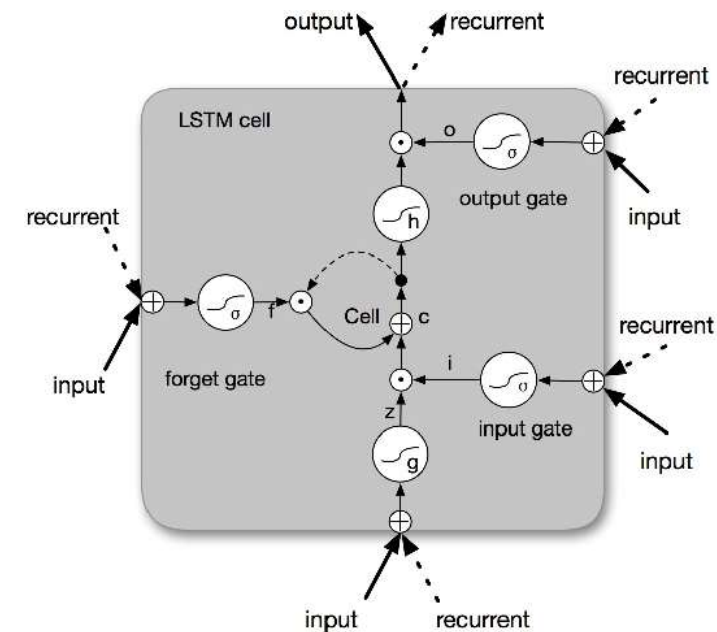 output recurrent
recurrent
LSTM cell
o σ
output gate
h
input
recurrent
f σ
Cell c
recurrent
forget gate
i σ
input
z
input gate
g
input
input recurrent